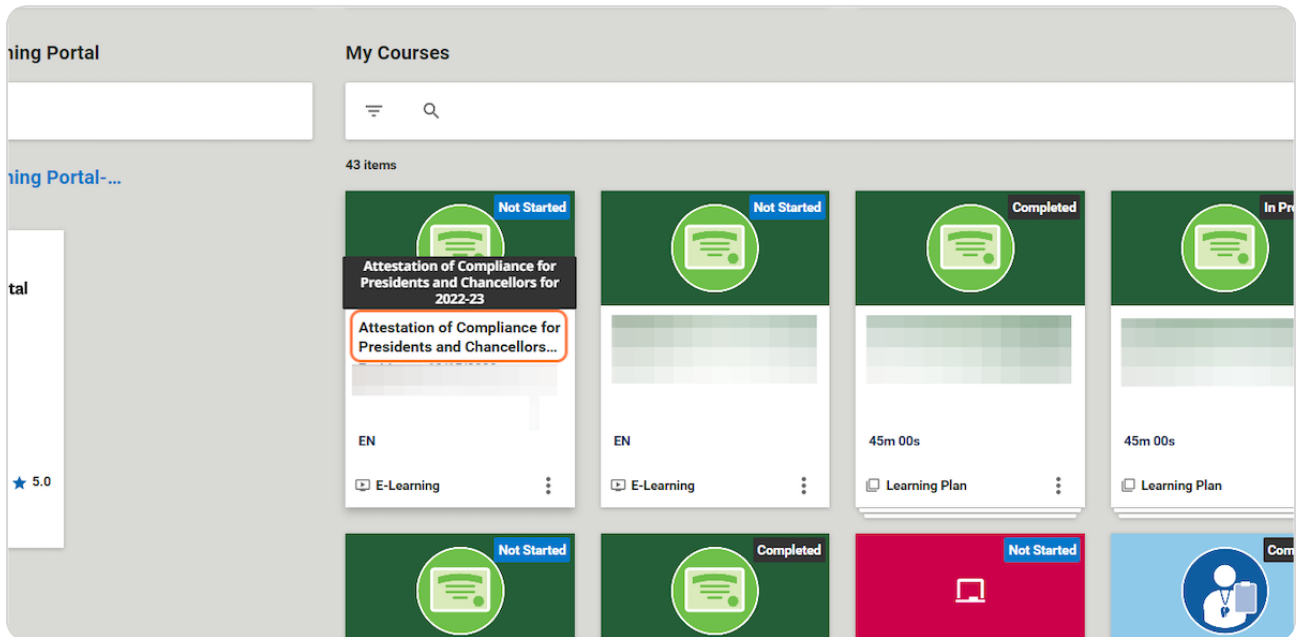 ning Portal
My Courses
ning Portal-...
43 items
Not Started
Not Started
Completed
In Pro
Attestation of Compliance for
Presidents and Chancellors for
2022-23
tal
Attestation of Compliance for
Presidents and Chancellors...
EN
EN
45m 00s
45m 00s
5.0
E-Learning
E-Learning
Learning Plan
Learning Plan
Not Started
Completed
Not Started
Com